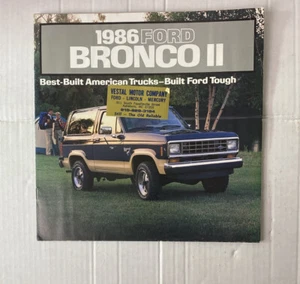 1986 FORD
BRONCO II
Best-Built American Trucks–Built Ford Tough
VESTAL MOTOR COMPANY
FORD - LINCOLN - MERCURY